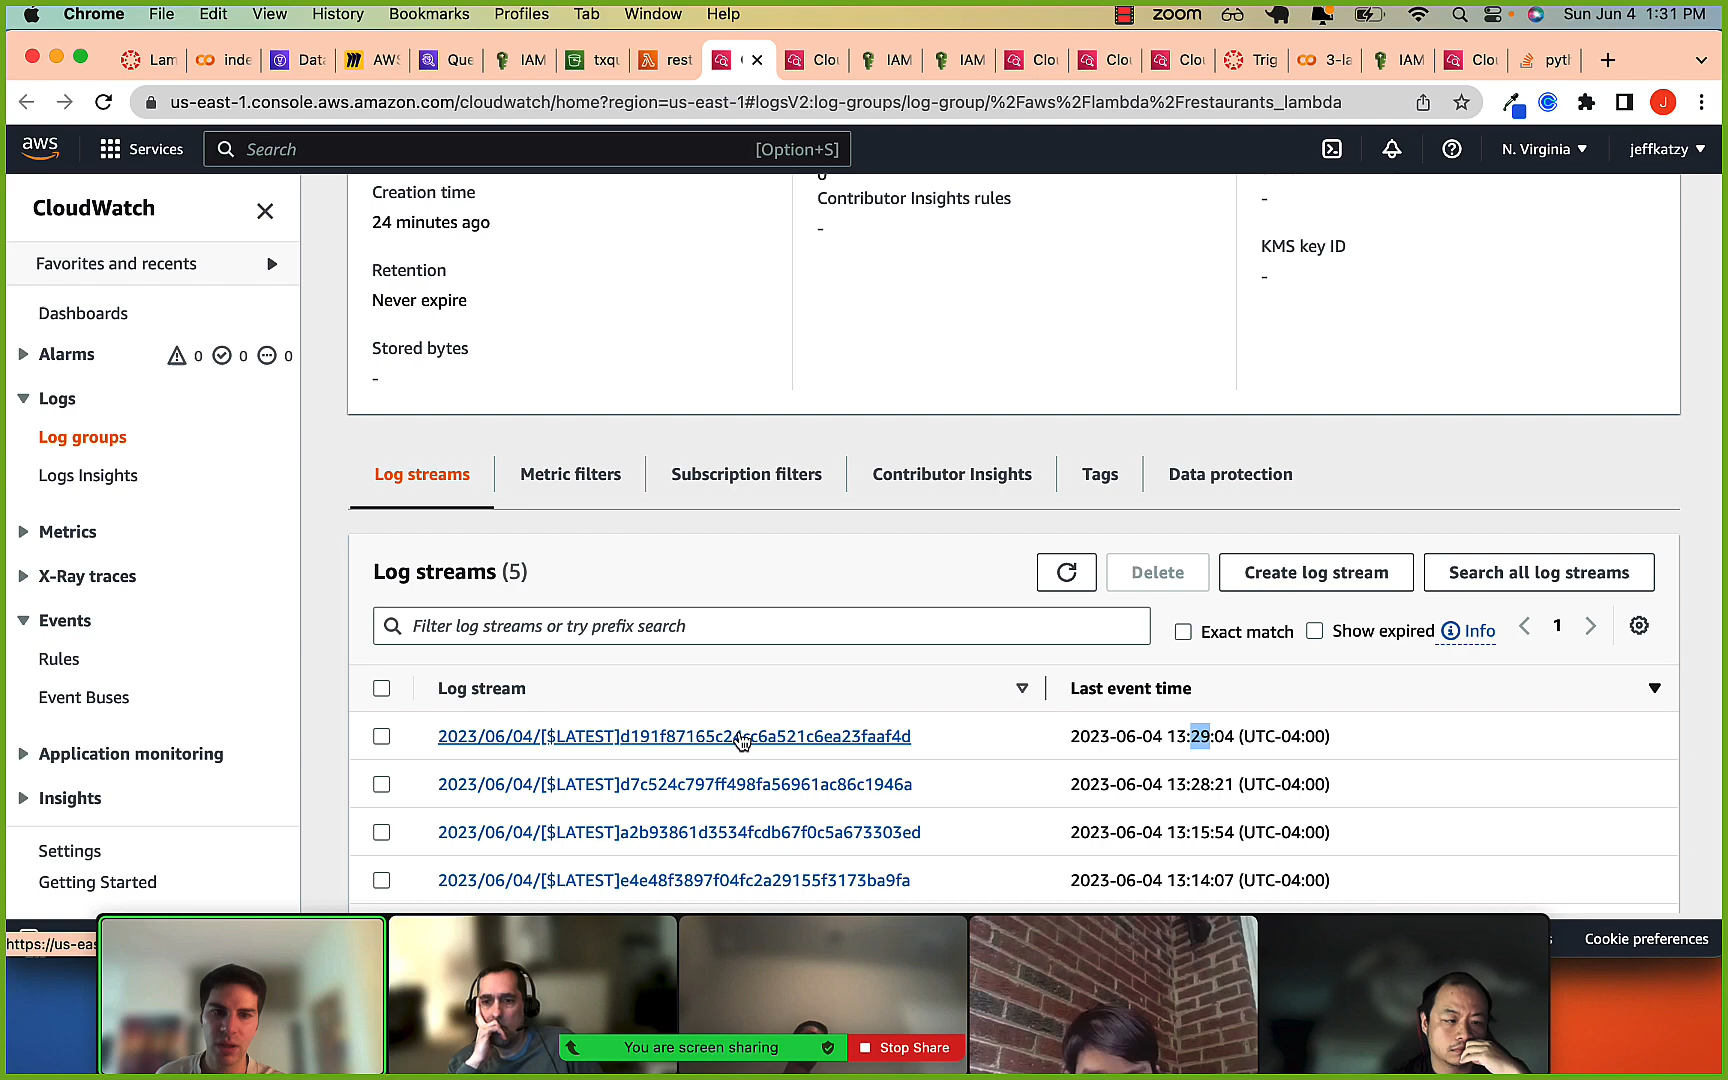 Chrome File Edit View History Bookmarks Profiles Tab Window Help zoom Sun Jun 4 1:31 PM
Lam inde Data AWS Que IAM txqu rest Clou IAM IAM Clou Clou Clou Trig 3-la IAM Clou pyth
us-east-1.console.aws.amazon.com/cloudwatch/home?region=us-east-1#logsV2:log-groups/log-group/%2Faws%2Flambda%2Frestaurants_lambda J
aws Services Search [Option+S] N. Virginia jeffkatzy
CloudWatch
Favorites and recents
Dashboards
Alarms 0 0 0
Logs
Log groups
Logs Insights
Metrics
X-Ray traces
Events
Rules
Event Buses
Application monitoring
Insights
Settings
Getting Started
Creation time
24 minutes ago
Retention
Never expire
Stored bytes
-
0
Contributor Insights rules
-
-
KMS key ID
-
Log streams Metric filters Subscription filters Contributor Insights Tags Data protection
Log streams (5) Delete Create log stream Search all log streams
Filter log streams or try prefix search Exact match Show expired Info 1
Log stream Last event time
2023/06/04/[$LATEST] 2023-06-04 13:29:04 (UTC-04:00)
2023/06/04/[$LATEST]d7c524c797ff498fa56961ac86c1946a 2023-06-04 13:28:21 (UTC-04:00)
2023/06/04/[$LATEST]a2b93861d3534fcdb67f0c5a673303ed 2023-06-04 13:15:54 (UTC-04:00)
2023/06/04/[$LATEST]e4e48f3897f04fc2a29155f3173ba9fa 2023-06-04 13:14:07 (UTC-04:00)
https://us-eas Cookie preferences
You are screen sharing Stop Share